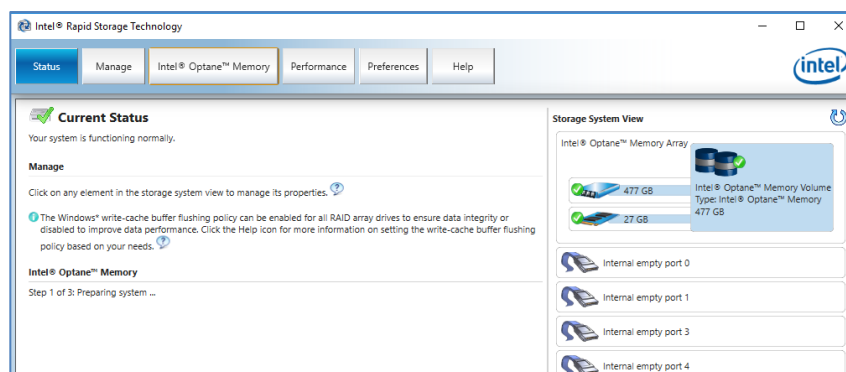 Intel® Rapid Storage Technology
Status
Manage
Intel® Optane™ Memory
Performance
Preferences
Help
intel
Current Status
Your system is functioning normally.
Manage
Click on any element in the storage system view to manage its properties.
The Windows* write-cache buffer flushing policy can be enabled for all RAID array drives to ensure data integrity or
disabled to improve data performance. Click the Help icon for more information on setting the write-cache buffer flushing
policy based on your needs.
Intel® Optane™ Memory
Step 1 of 3: Preparing system ...
Storage System View
Intel® Optane™ Memory Array
477 GB
27 GB
Intel® Optane™ Memory Volume
Type: Intel® Optane™ Memory
477 GB
Internal empty port 0
Internal empty port 1
Internal empty port 3
Internal empty port 4